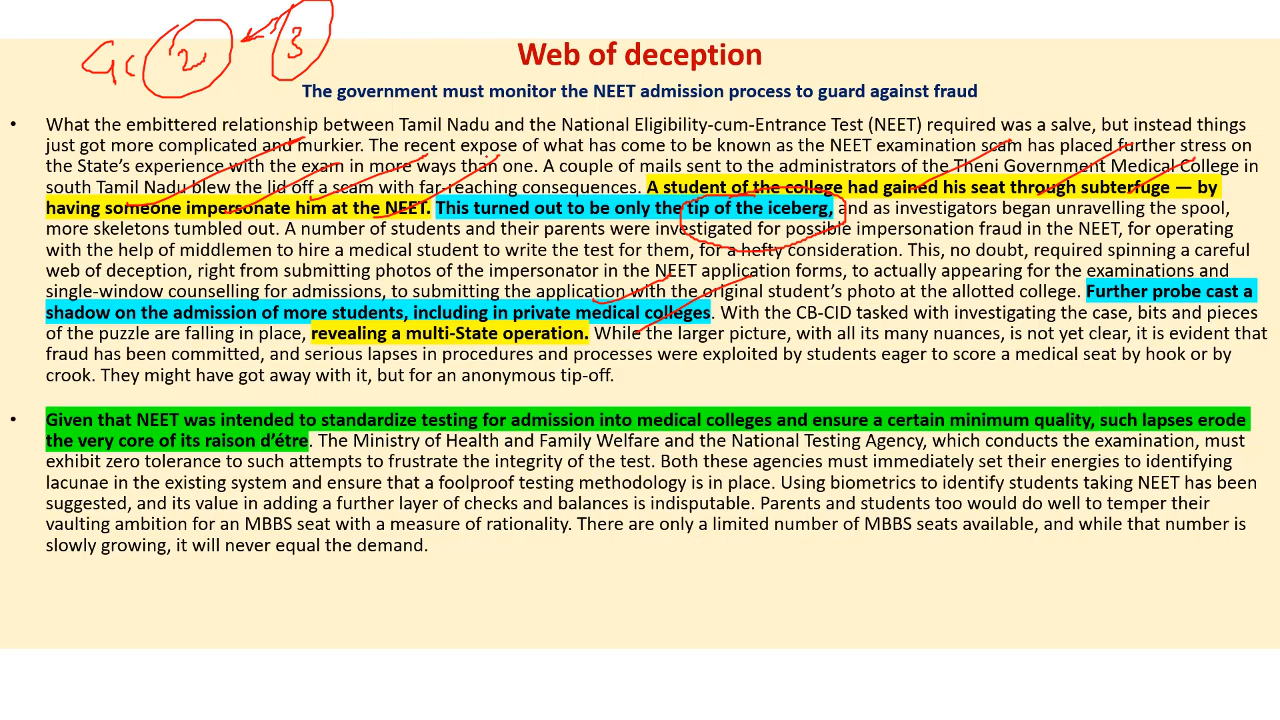 GS 2 3
Web of deception
The government must monitor the NEET admission process to guard against fraud
• What the embittered relationship between Tamil Nadu and the National Eligibility-cum-Entrance Test (NEET) required was a salve, but instead things
just got more complicated and murkier. The recent expose of what has come to be known as the NEET examination scam has placed further stress on
the State's experience with the exam in more ways than one. A couple of mails sent to the administrators of the Theni Government Medical College in
south Tamil Nadu blew the lid off a scam with far-reaching consequences. A student of the college had gained his seat through subterfuge — by
having someone impersonate him at the NEET. This turned out to be only the tip of the iceberg, and as investigators began unravelling the spool,
more skeletons tumbled out. A number of students and their parents were investigated for possible impersonation fraud in the NEET, for operating
with the help of middlemen to hire a medical student to write the test for them, for a hefty consideration. This, no doubt, required spinning a careful
web of deception, right from submitting photos of the impersonator in the NEET application forms, to actually appearing for the examinations and
single-window counselling for admissions, to submitting the application with the original student's photo at the allotted college. Further probe cast a
shadow on the admission of more students, including in private medical colleges. With the CB-CID tasked with investigating the case, bits and pieces
of the puzzle are falling in place, revealing a multi-State operation. While the larger picture, with all its many nuances, is not yet clear, it is evident that
fraud has been committed, and serious lapses in procedures and processes were exploited by students eager to score a medical seat by hook or by
crook. They might have got away with it, but for an anonymous tip-off.
• Given that NEET was intended to standardize testing for admission into medical colleges and ensure a certain minimum quality, such lapses erode
the very core of its raison d'étre. The Ministry of Health and Family Welfare and the National Testing Agency, which conducts the examination, must
exhibit zero tolerance to such attempts to frustrate the integrity of the test. Both these agencies must immediately set their energies to identifying
lacunae in the existing system and ensure that a foolproof testing methodology is in place. Using biometrics to identify students taking NEET has been
suggested, and its value in adding a further layer of checks and balances is indisputable. Parents and students too would do well to temper their
vaulting ambition for an MBBS seat with a measure of rationality. There are only a limited number of MBBS seats available, and while that number is
slowly growing, it will never equal the demand.